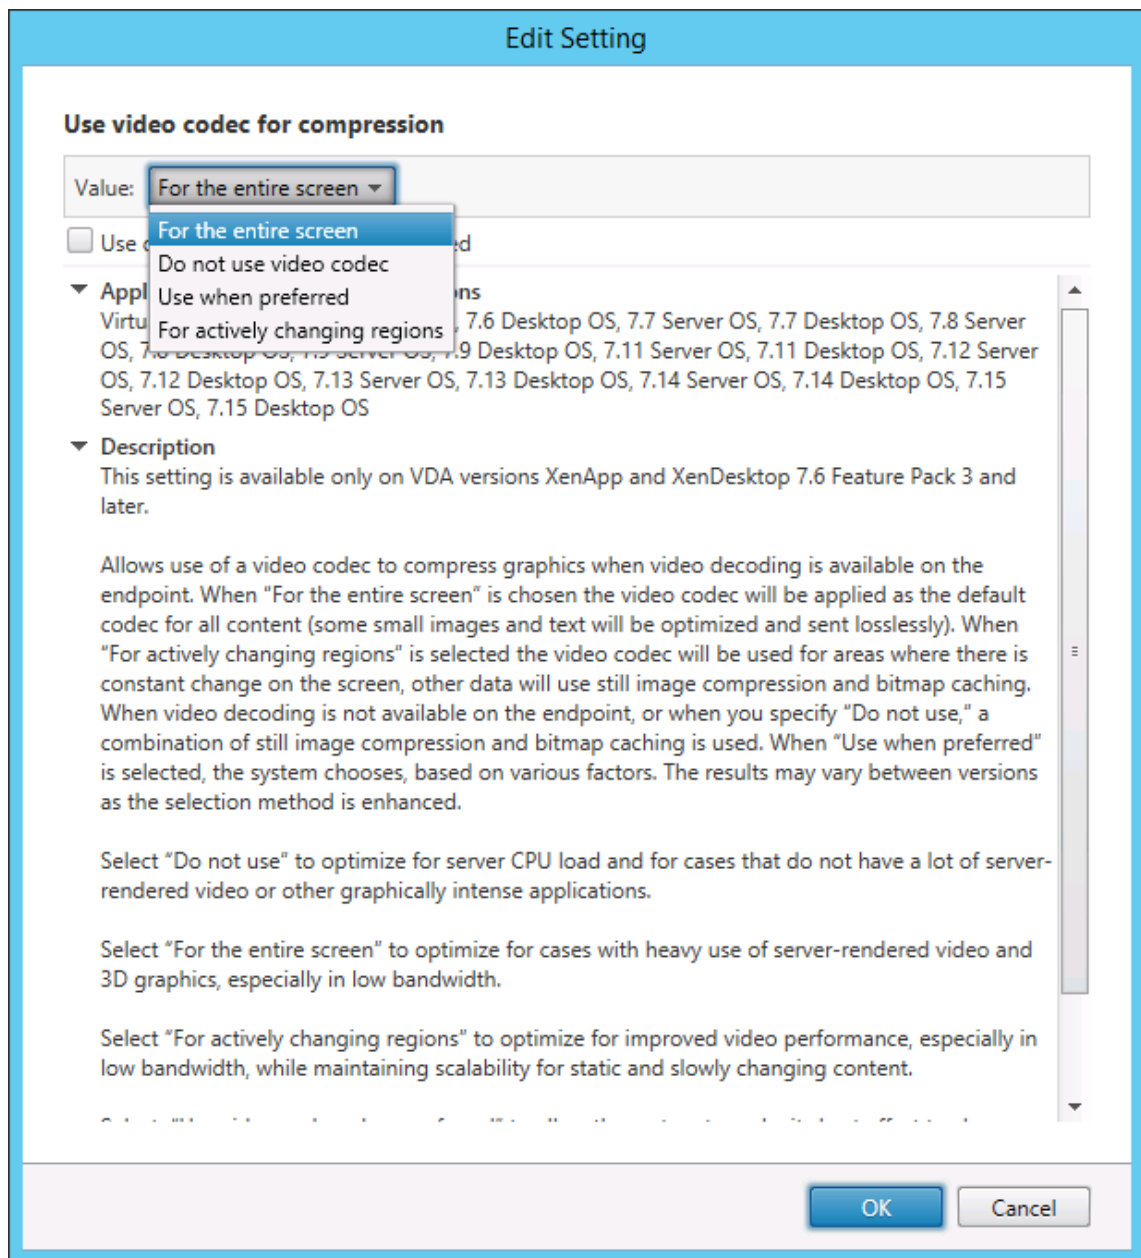 Edit Setting
Use video codec for compression
Value: For the entire screen
For the entire screen
Do not use video codec
Use when preferred
For actively changing regions
Use
Virtu , 7.6 Desktop OS, 7.7 Server OS, 7.7 Desktop OS, 7.8 Server
OS, 7.8 Desktop OS, 7.9 Server OS, 7.9 Desktop OS, 7.11 Server OS, 7.11 Desktop OS, 7.12 Server
OS, 7.12 Desktop OS, 7.13 Server OS, 7.13 Desktop OS, 7.14 Server OS, 7.14 Desktop OS, 7.15
Server OS, 7.15 Desktop OS
Description
This setting is available only on VDA versions XenApp and XenDesktop 7.6 Feature Pack 3 and
later.
Allows use of a video codec to compress graphics when video decoding is available on the
endpoint. When "For the entire screen" is chosen the video codec will be applied as the default
codec for all content (some small images and text will be optimized and sent losslessly). When
"For actively changing regions" is selected the video codec will be used for areas where there is
constant change on the screen, other data will use still image compression and bitmap caching.
When video decoding is not available on the endpoint, or when you specify "Do not use," a
combination of still image compression and bitmap caching is used. When "Use when preferred"
is selected, the system chooses, based on various factors. The results may vary between versions
as the selection method is enhanced.
Select "Do not use" to optimize for server CPU load and for cases that do not have a lot of server-
rendered video or other graphically intense applications.
Select "For the entire screen" to optimize for cases with heavy use of server-rendered video and
3D graphics, especially in low bandwidth.
Select "For actively changing regions" to optimize for improved video performance, especially in
low bandwidth, while maintaining scalability for static and slowly changing content.
OK Cancel